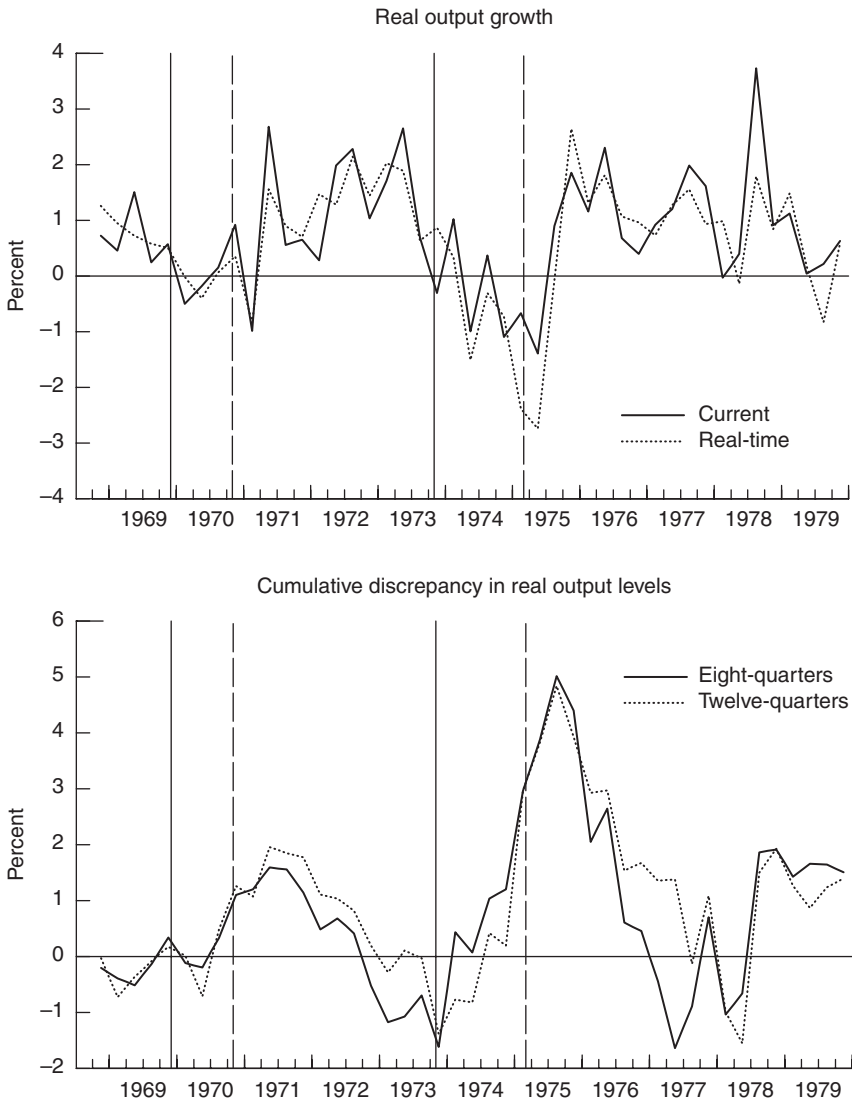 Real output growth
4
3
2
1
0
−1
−2
−3
−4
Percent
Current
Real-time
1969 1970 1971 1972 1973 1974 1975 1976 1977 1978 1979
Cumulative discrepancy in real output levels
6
5
4
3
2
1
0
−1
−2
Percent
Eight-quarters
Twelve-quarters
1969 1970 1971 1972 1973 1974 1975 1976 1977 1978 1979